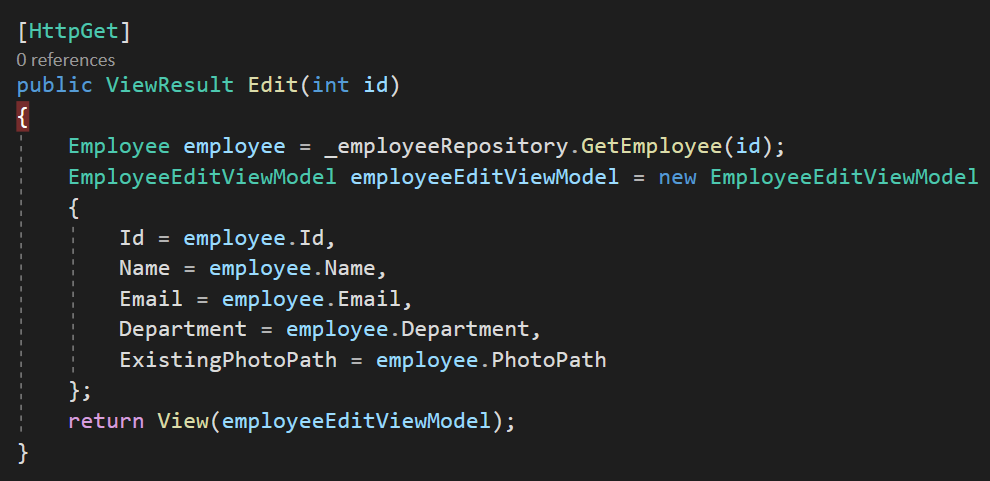 [HttpGet]
0 references
public ViewResult Edit(int id)
{
    Employee employee = _employeeRepository.GetEmployee(id);
    EmployeeEditViewModel employeeEditViewModel = new EmployeeEditViewModel
    {
        Id = employee.Id,
        Name = employee.Name,
        Email = employee.Email,
        Department = employee.Department,
        ExistingPhotoPath = employee.PhotoPath
    };
    return View(employeeEditViewModel);
}